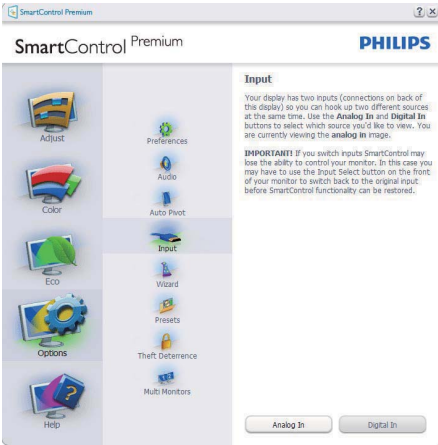 SmartControl Premium
? X
SmartControl Premium
PHILIPS
Adjust
Color
Eco
Options
Help
Preferences
Audio
Auto Pivot
Input
Wizard
Presets
Theft Deterrence
Multi Monitors
Input
Your display has two inputs (connections on back of
this display) so you can hook up two different sources
at the same time. Use the Analog In and Digital In
buttons to select which source you'd like to view. You
are currently viewing the analog in image.
IMPORTANT! If you switch inputs SmartControl may
lose the ability to control your monitor. In this case you
may have to use the Input Select button on the front
of your monitor to switch back to the original input
before SmartControl functionality can be restored.
Analog In
Digital In